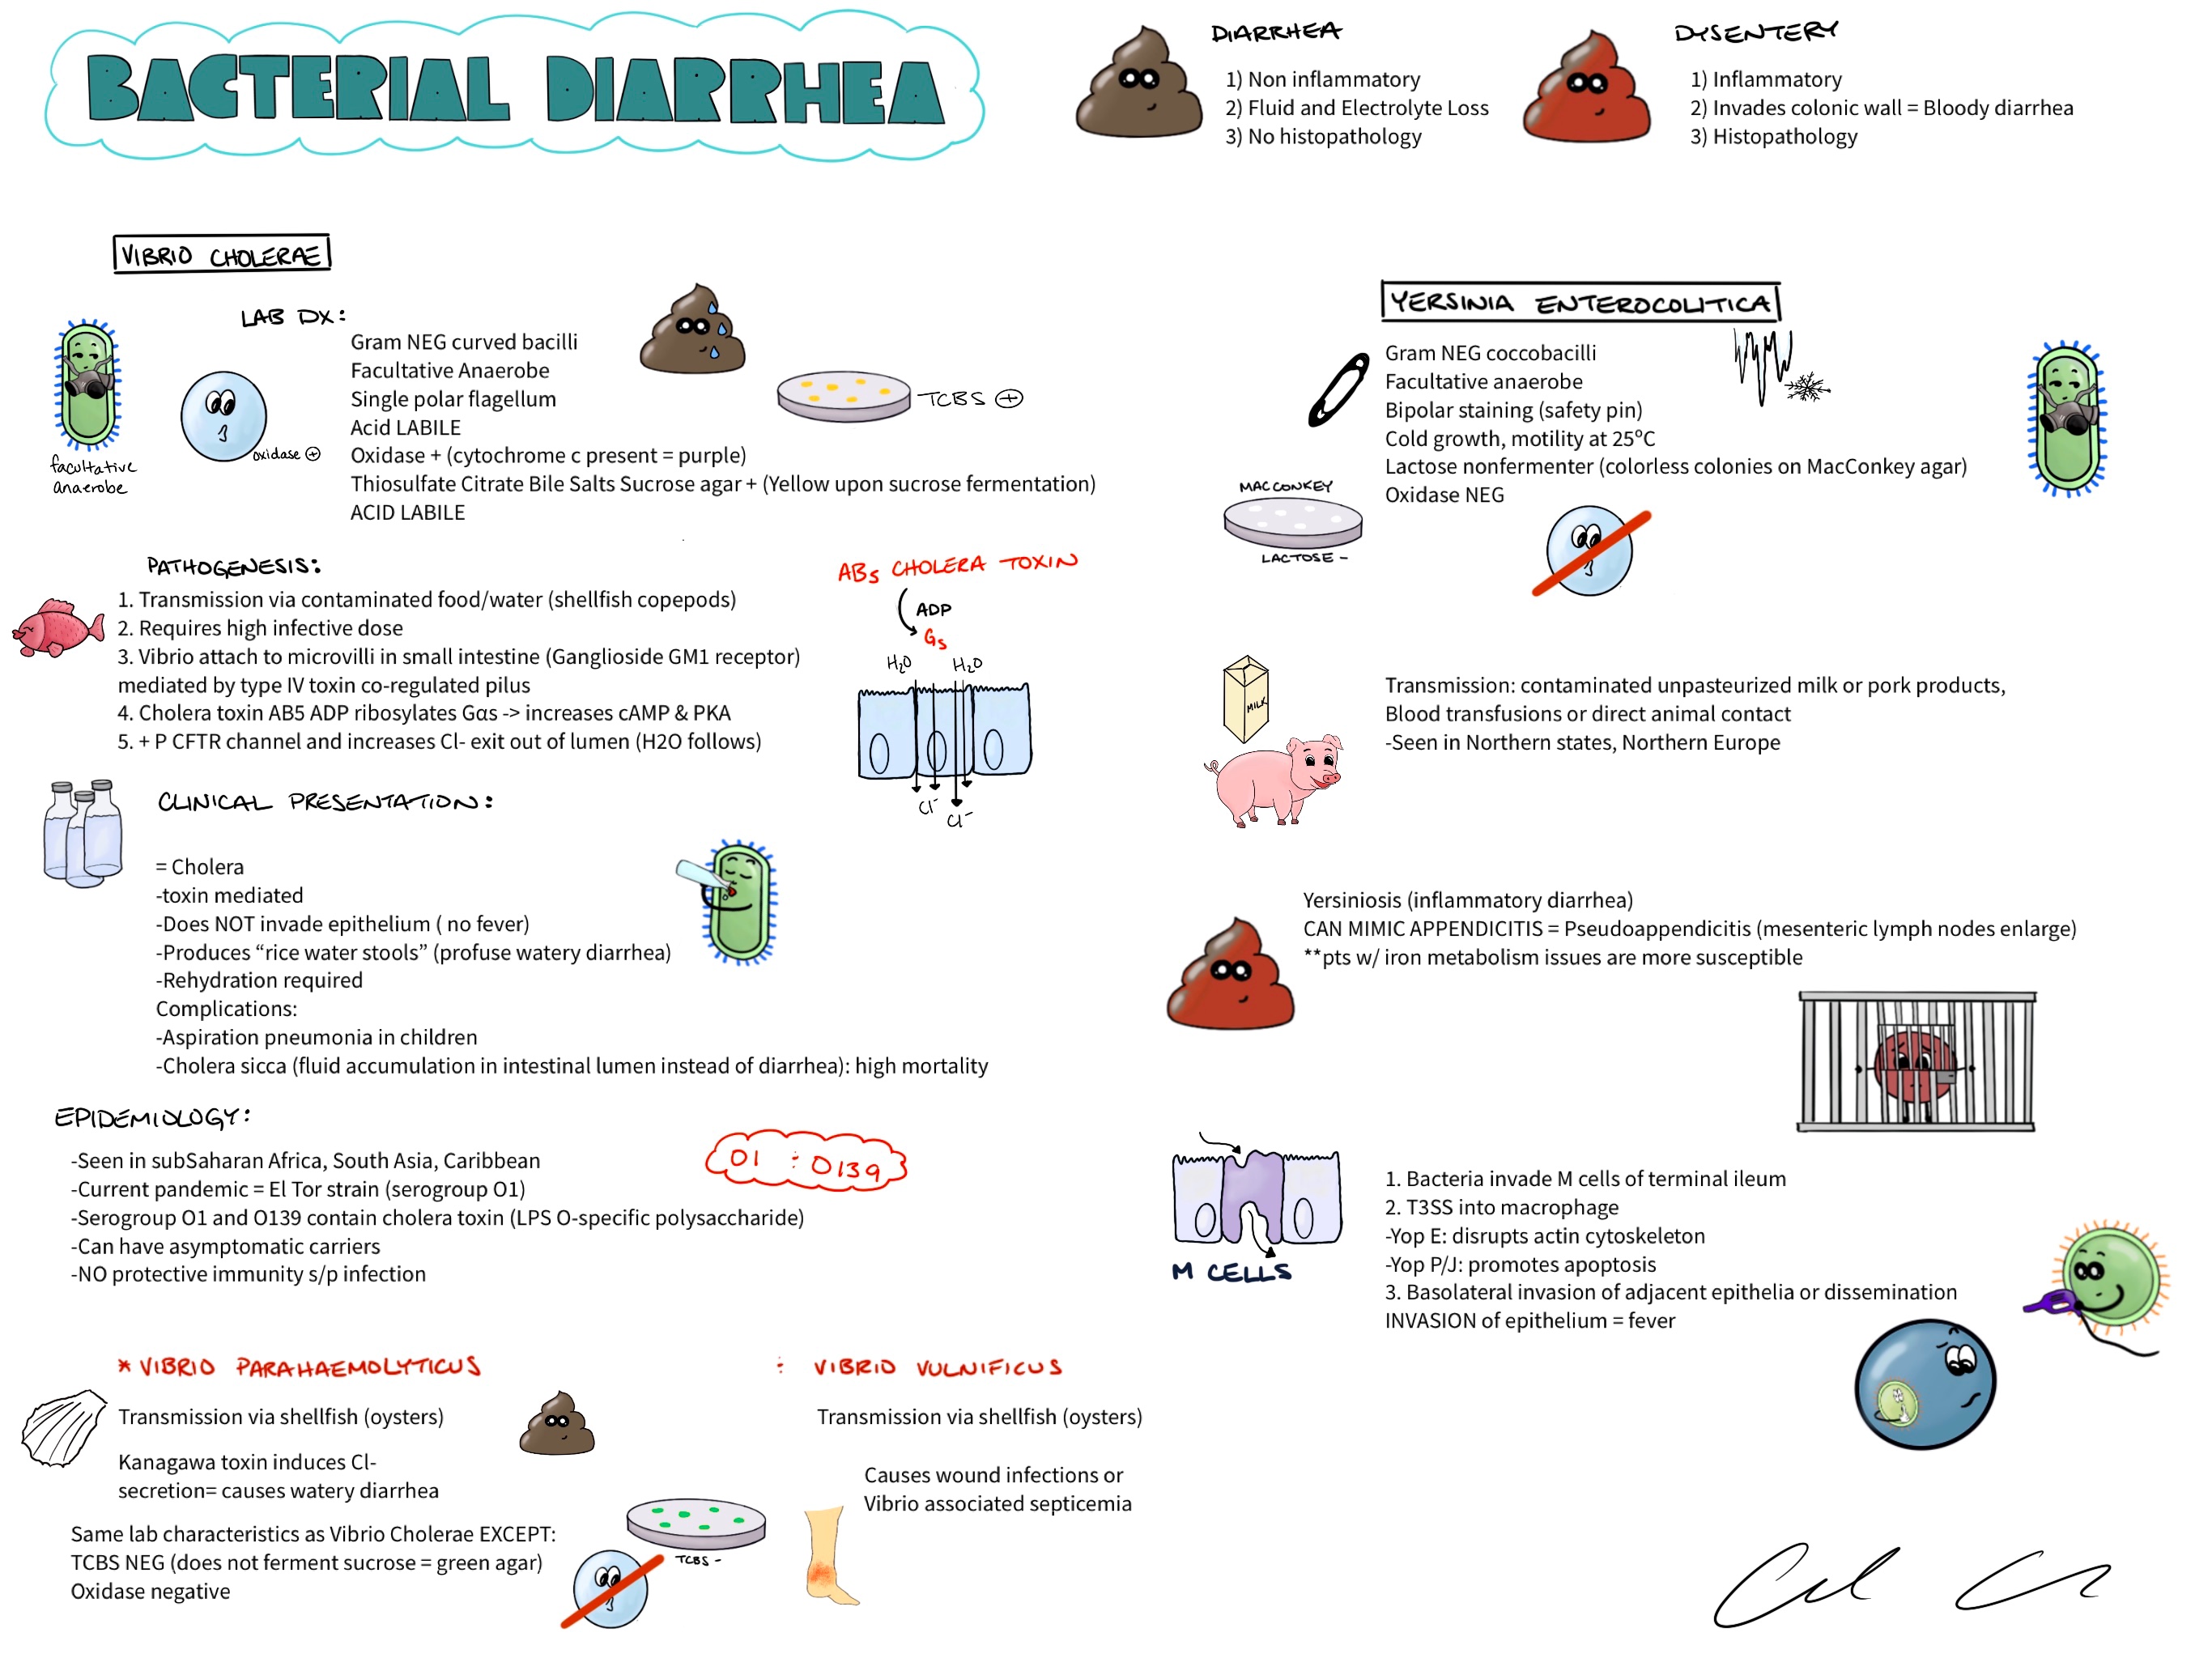 BACTERIAL DIARRHEA
DIARRHEA
1) Non inflammatory
2) Fluid and Electrolyte Loss
3) No histopathology
DYSENTERY
1) Inflammatory
2) Invades colonic wall = Bloody diarrhea
3) Histopathology
VIBRIO CHOLERAE
LAB DX:
Gram NEG curved bacilli
Facultative Anaerobe
Single polar flagellum
Acid LABILE
Oxidase + (cytochrome c present = purple)
Thiosulfate Citrate Bile Salts Sucrose agar + (Yellow upon sucrose fermentation)
ACID LABILE
facultative
anaerobe
oxidase +
TCBS +
PATHOGENESIS:
1. Transmission via contaminated food/water (shellfish copepods)
2. Requires high infective dose
3. Vibrio attach to microvilli in small intestine (Ganglioside GM1 receptor)
mediated by type IV toxin co-regulated pilus
4. Cholera toxin AB5 ADP ribosylates Gαs -> increases cAMP & PKA
5. + P CFTR channel and increases Cl- exit out of lumen (H2O follows)
AB5 CHOLERA TOXIN
ADP
Gs
H2O H2O
Cl-
Cl-
CLINICAL PRESENTATION:
= Cholera
-toxin mediated
-Does NOT invade epithelium ( no fever)
-Produces “rice water stools” (profuse watery diarrhea)
-Rehydration required
Complications:
-Aspiration pneumonia in children
-Cholera sicca (fluid accumulation in intestinal lumen instead of diarrhea): high mortality
EPIDEMIOLOGY:
-Seen in subSaharan Africa, South Asia, Caribbean
-Current pandemic = El Tor strain (serogroup O1)
-Serogroup O1 and O139 contain cholera toxin (LPS O-specific polysaccharide)
-Can have asymptomatic carriers
-NO protective immunity s/p infection
O1 : O139
* VIBRIO PARAHAEMOLYTICUS
Transmission via shellfish (oysters)
Kanagawa toxin induces Cl-
secretion= causes watery diarrhea
Same lab characteristics as Vibrio Cholerae EXCEPT:
TCBS NEG (does not ferment sucrose = green agar)
Oxidase negative
TCBS -
: VIBRIO VULNIFICUS
Transmission via shellfish (oysters)
Causes wound infections or
Vibrio associated septicemia
YERSINIA ENTEROCOLITICA
Gram NEG coccobacilli
Facultative anaerobe
Bipolar staining (safety pin)
Cold growth, motility at 25ºC
Lactose nonfermenter (colorless colonies on MacConkey agar)
Oxidase NEG
MACCONKEY
LACTOSE -
MILK
Transmission: contaminated unpasteurized milk or pork products,
Blood transfusions or direct animal contact
-Seen in Northern states, Northern Europe
Yersiniosis (inflammatory diarrhea)
CAN MIMIC APPENDICITIS = Pseudoappendicitis (mesenteric lymph nodes enlarge)
**pts w/ iron metabolism issues are more susceptible
M CELLS
1. Bacteria invade M cells of terminal ileum
2. T3SS into macrophage
-Yop E: disrupts actin cytoskeleton
-Yop P/J: promotes apoptosis
3. Basolateral invasion of adjacent epithelia or dissemination
INVASION of epithelium = fever